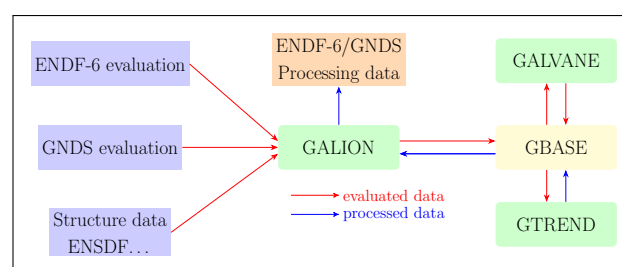 ENDF-6 evaluation
GNDS evaluation
Structure data
ENSDF...
ENDF-6/GNDS
Processing data
GALION
evaluated data
processed data
GALVANE
GBASE
GTREND